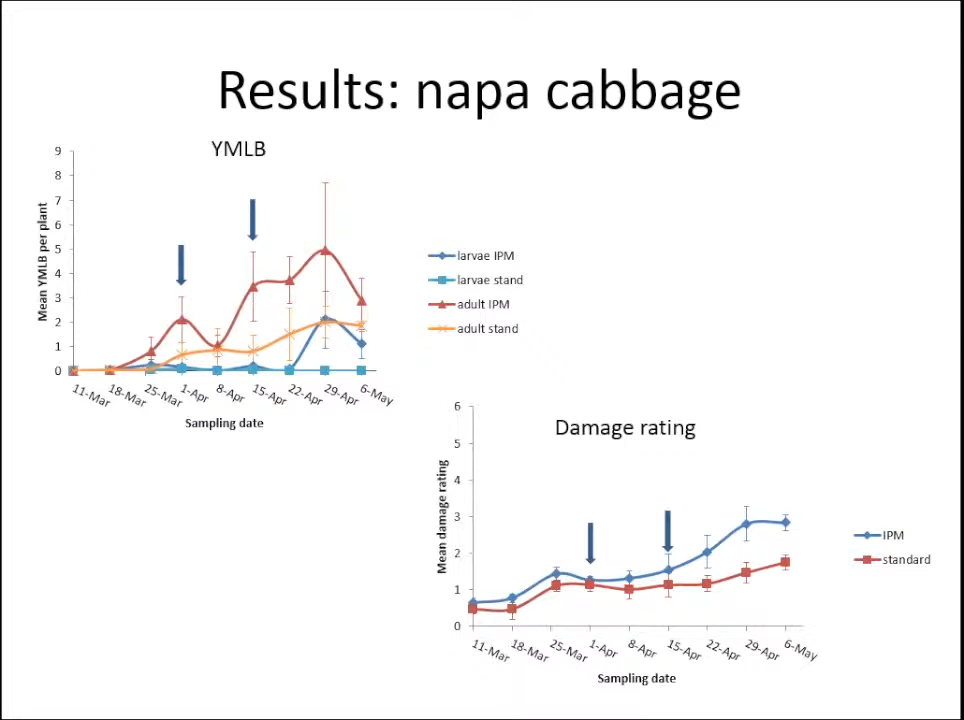 Results: napa cabbage
YMLB
9
8
7
6
5
4
3
2
1
0
Mean YMLB per plant
11-Mar
18-Mar
25-Mar
1-Apr
8-Apr
15-Apr
22-Apr
29-Apr
6-May
Sampling date
larvae IPM
larvae stand
adult IPM
adult stand
Damage rating
6
5
4
3
2
1
0
Mean damage rating
11-Mar
18-Mar
25-Mar
1-Apr
8-Apr
15-Apr
22-Apr
29-Apr
6-May
Sampling date
IPM
standard